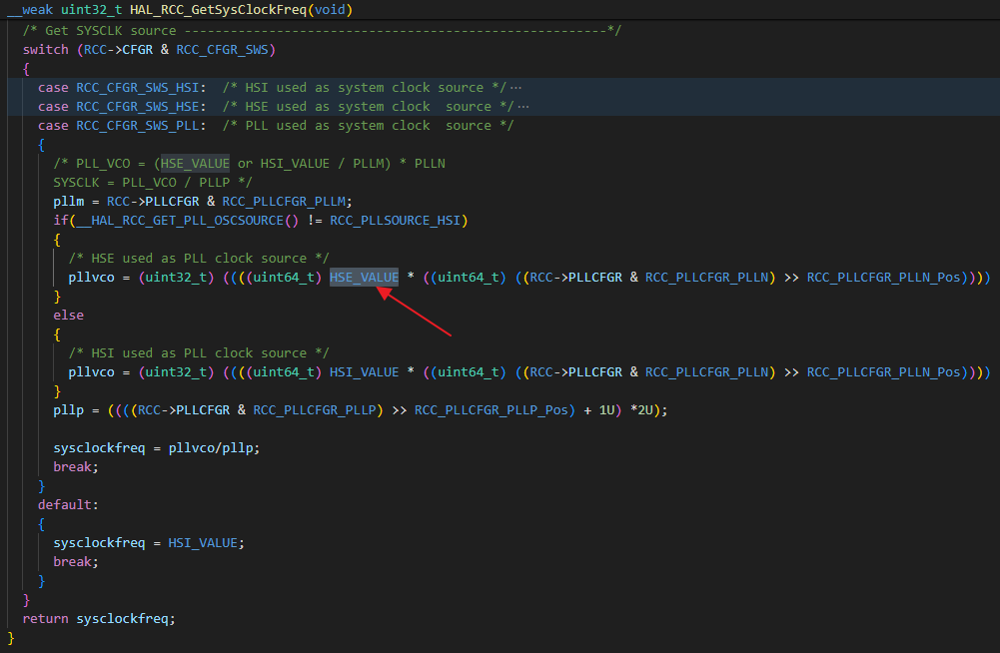 __weak uint32_t HAL_RCC_GetSysClockFreq(void)
/* Get SYSCLK source -------------------------------------------------------*/
switch (RCC->CFGR & RCC_CFGR_SWS)
{
case RCC_CFGR_SWS_HSI:  /* HSI used as system clock source */···
case RCC_CFGR_SWS_HSE:  /* HSE used as system clock  source */···
case RCC_CFGR_SWS_PLL:  /* PLL used as system clock  source */
{
/* PLL_VCO = (HSE_VALUE or HSI_VALUE / PLLM) * PLLN
SYSCLK = PLL_VCO / PLLP */
pllm = RCC->PLLCFGR & RCC_PLLCFGR_PLLM;
if(__HAL_RCC_GET_PLL_OSCSOURCE() != RCC_PLLSOURCE_HSI)
{
/* HSE used as PLL clock source */
pllvco = (uint32_t) ((((uint64_t) HSE_VALUE * ((uint64_t) ((RCC->PLLCFGR & RCC_PLLCFGR_PLLN) >> RCC_PLLCFGR_PLLN_Pos))))
}
else
{
/* HSI used as PLL clock source */
pllvco = (uint32_t) ((((uint64_t) HSI_VALUE * ((uint64_t) ((RCC->PLLCFGR & RCC_PLLCFGR_PLLN) >> RCC_PLLCFGR_PLLN_Pos))))
}
pllp = ((((RCC->PLLCFGR & RCC_PLLCFGR_PLLP) >> RCC_PLLCFGR_PLLP_Pos) + 1U) *2U);
sysclockfreq = pllvco/pllp;
break;
}
default:
{
sysclockfreq = HSI_VALUE;
break;
}
}
return sysclockfreq;
}